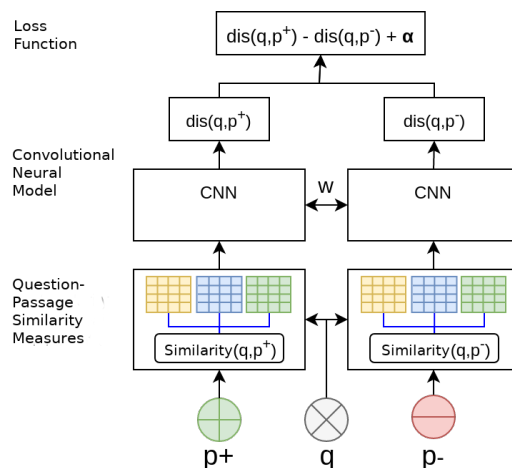 Loss
Function
dis(q,p⁺) - dis(q,p⁻) + α
dis(q,p⁺)
dis(q,p⁻)
Convolutional
Neural
Model
CNN
w
CNN
Question-
Passage
Similarity
Measures
Similarity(q,p⁺)
Similarity(q,p⁻)
p+
q
p-